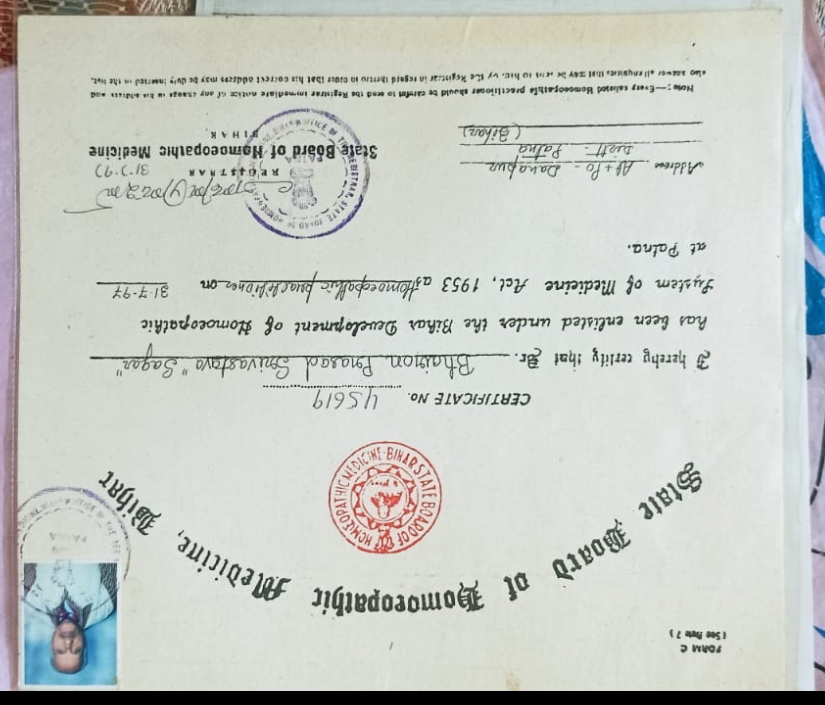 FORM C
( See Rule 7 )
State Board of Homoeopathic Medicine, Bihar
HOMŒOPATHIC MEDICINE·BIHAR STATE BOARD OF
CERTIFICATE No. 45619
I hereby certify that Dr. Bhairon Prasad Srivastava "Sagar"
has been enlisted under the Bihar Development of Homoeopathic
System of Medicine Act, 1953 as Homoeopathic practitioner on 31-7-97
at Patna.
Address At + Po - Danapur
Distt - Patna
(Bihar)
REGISTRAR
State Board of Homoeopathic Medicine
BIHAR
Note :—Every enlisted Homoeopathic practitioner should be careful to send the Registrar immediate notice of any change in his address and
also answer all enquiries that may be sent to him, by the Registrar in regard thereto in order that his correct address may be duly inserted in the list.